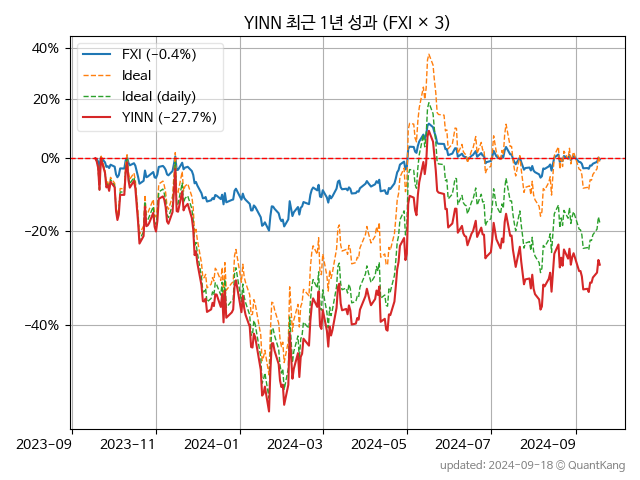 YINN 최근 1년 성과 (FXI × 3)
40%
20%
0%
−20%
−40%
FXI (−0.4%)
Ideal
Ideal (daily)
YINN (−27.7%)
2023−09
2023−11
2024−01
2024−03
2024−05
2024−07
2024−09
updated: 2024-09-18 © QuantKang